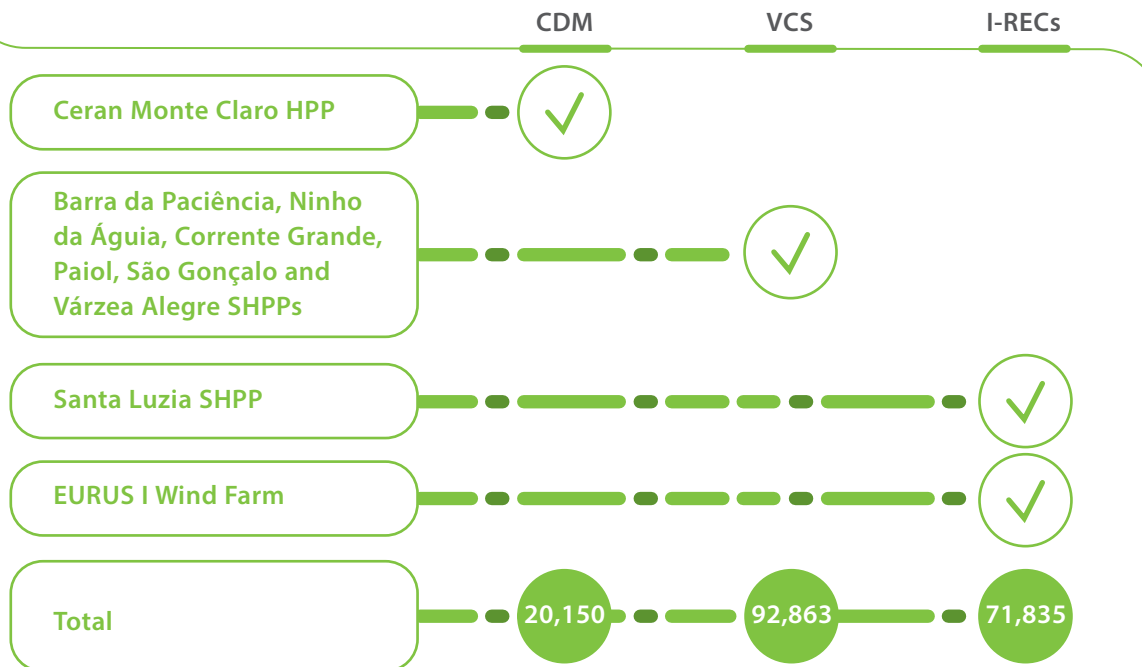 CDM VCS I-RECs
Ceran Monte Claro HPP
Barra da Paciência, Ninho
da Águia, Corrente Grande,
Paiol, São Gonçalo and
Várzea Alegre SHPPs
Santa Luzia SHPP
EURUS I Wind Farm
Total 20,150 92,863 71,835